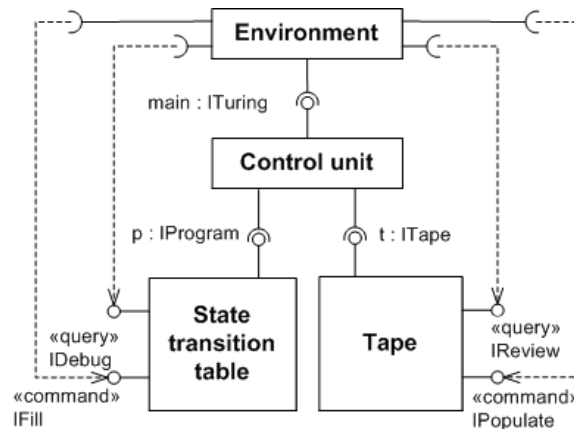 Environment
main : ITuring
Control unit
p : IProgram
t : ITape
State
transition
table
Tape
«query»
IDebug
«command»
IFill
«query»
IReview
«command»
IPopulate